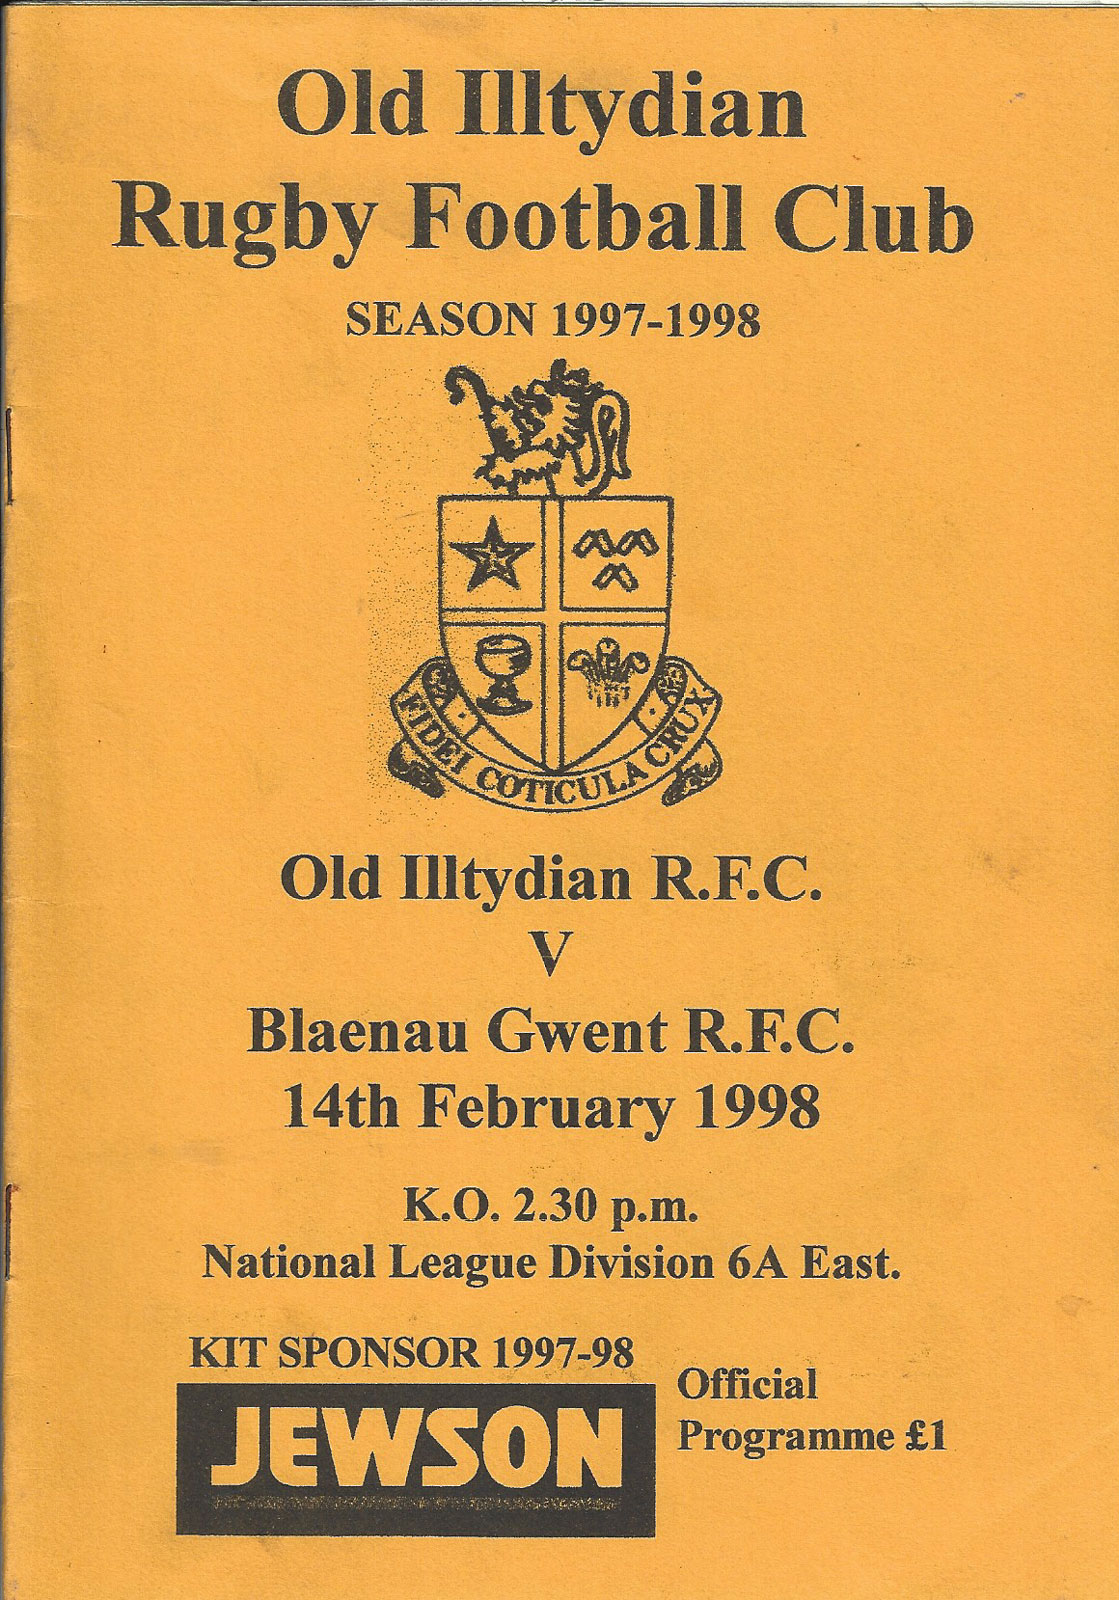 Old Illtydian
Rugby Football Club
SEASON 1997-1998
FIDEI COTICULA CRUX
Old Illtydian R.F.C.
V
Blaenau Gwent R.F.C.
14th February 1998
K.O. 2.30 p.m.
National League Division 6A East.
KIT SPONSOR 1997-98
JEWSON
Official
Programme £1